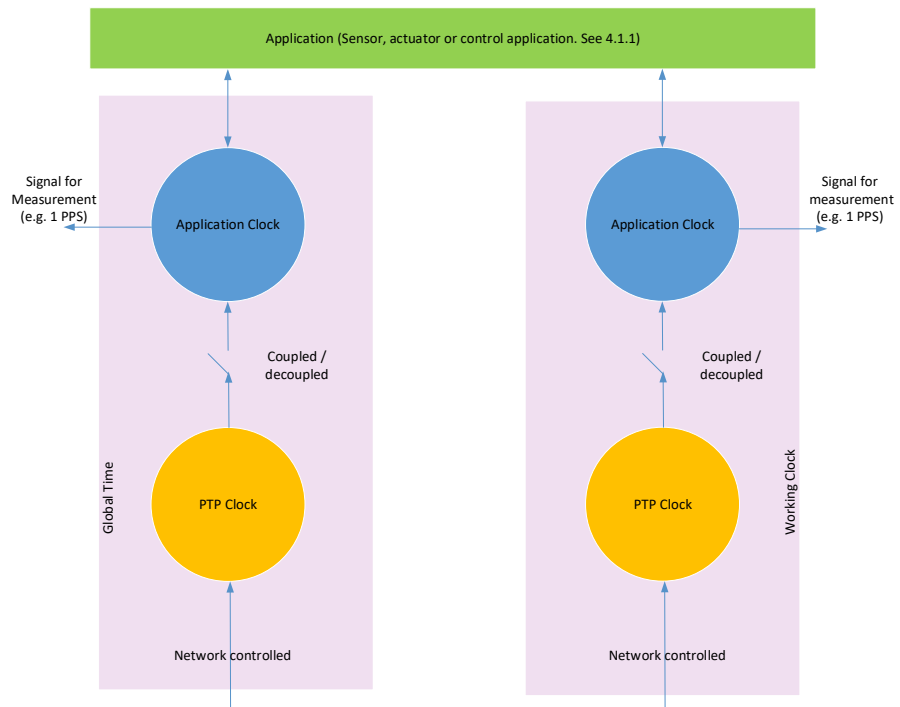 Application (Sensor, actuator or control application. See 4.1.1)
Signal for
Measurement
(e.g. 1 PPS)
Application Clock
Coupled /
decoupled
PTP Clock
Global Time
Network controlled
Application Clock
Signal for
measurement
(e.g. 1 PPS)
Coupled /
decoupled
PTP Clock
Working Clock
Network controlled